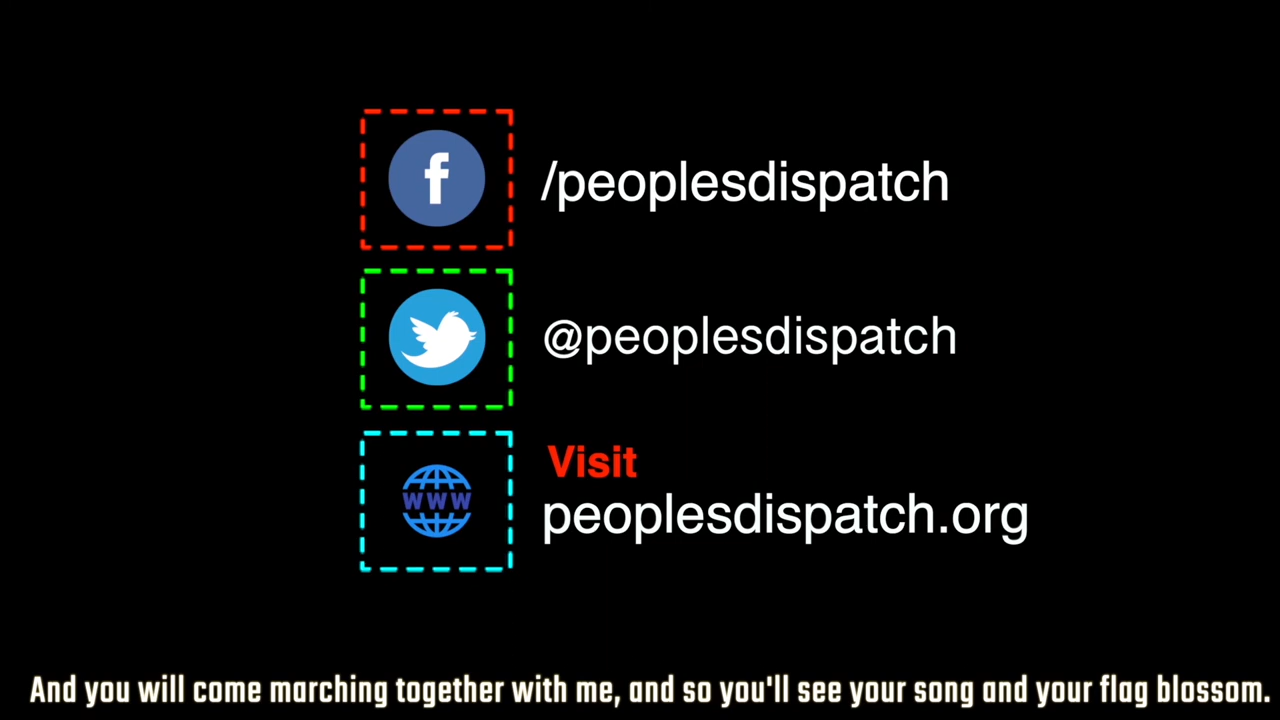 f
/peoplesdispatch
@peoplesdispatch
Visit
WWW
peoplesdispatch.org
And you will come marching together with me, and so you'll see your song and your flag blossom.